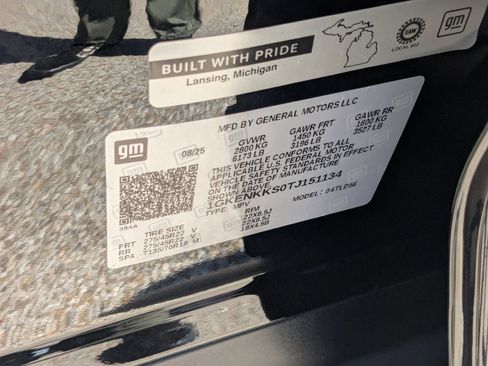 BUILT WITH PRIDE
Lansing, Michigan
UAW
LOCAL 602
gm
gm
08/25
384A
MFD BY GENERAL MOTORS LLC
GVWR GAWR FRT GAWR RR
2800 KG 1450 KG 1600 KG
6173 LB 3196 LB 3527 LB
THIS VEHICLE CONFORMS TO ALL
APPLICABLE U.S. FEDERAL MOTOR
VEHICLE SAFETY STANDARDS IN EFFECT
ON THE DATE OF MANUFACTURE
SHOWN ABOVE.
1GKENKKS0TJ151134
TYPE: MPV MODEL: 04TLD56
TIRE SIZE RIM
FRT 275/45R22 V 22X8.5J
RR 275/45R22 V 22X8.5J
SPA T135/70R18 M 18X4.5B